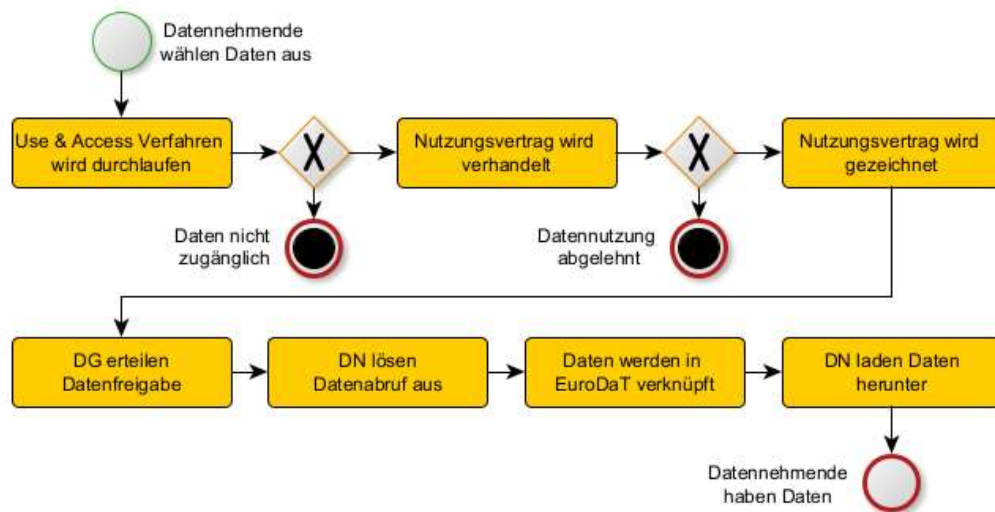 Datennehmende
wählen Daten aus
Use & Access Verfahren
wird durchlaufen
X
Nutzungsvertrag wird
verhandelt
X
Nutzungsvertrag wird
gezeichnet
Daten nicht
zugänglich
Datennutzung
abgelehnt
DG erteilen
Datenfreigabe
DN lösen
Datenabruf aus
Daten werden in
EuroDaT verknüpft
DN laden Daten
herunter
Datennehmende
haben Daten